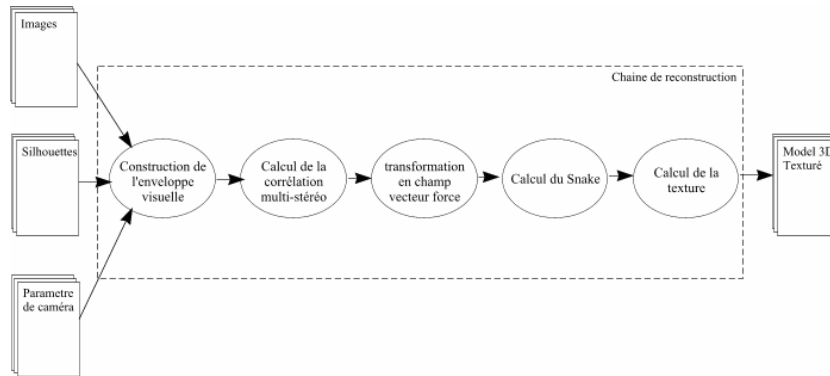 Images
Chaine de reconstruction
Silhouettes
Construction de
l'enveloppe
visuelle
Calcul de la
corrélation
multi-stéréo
transformation
en champ
vecteur force
Calcul du Snake
Calcul de la
texture
Model 3D
Texturé
Parametre
de caméra